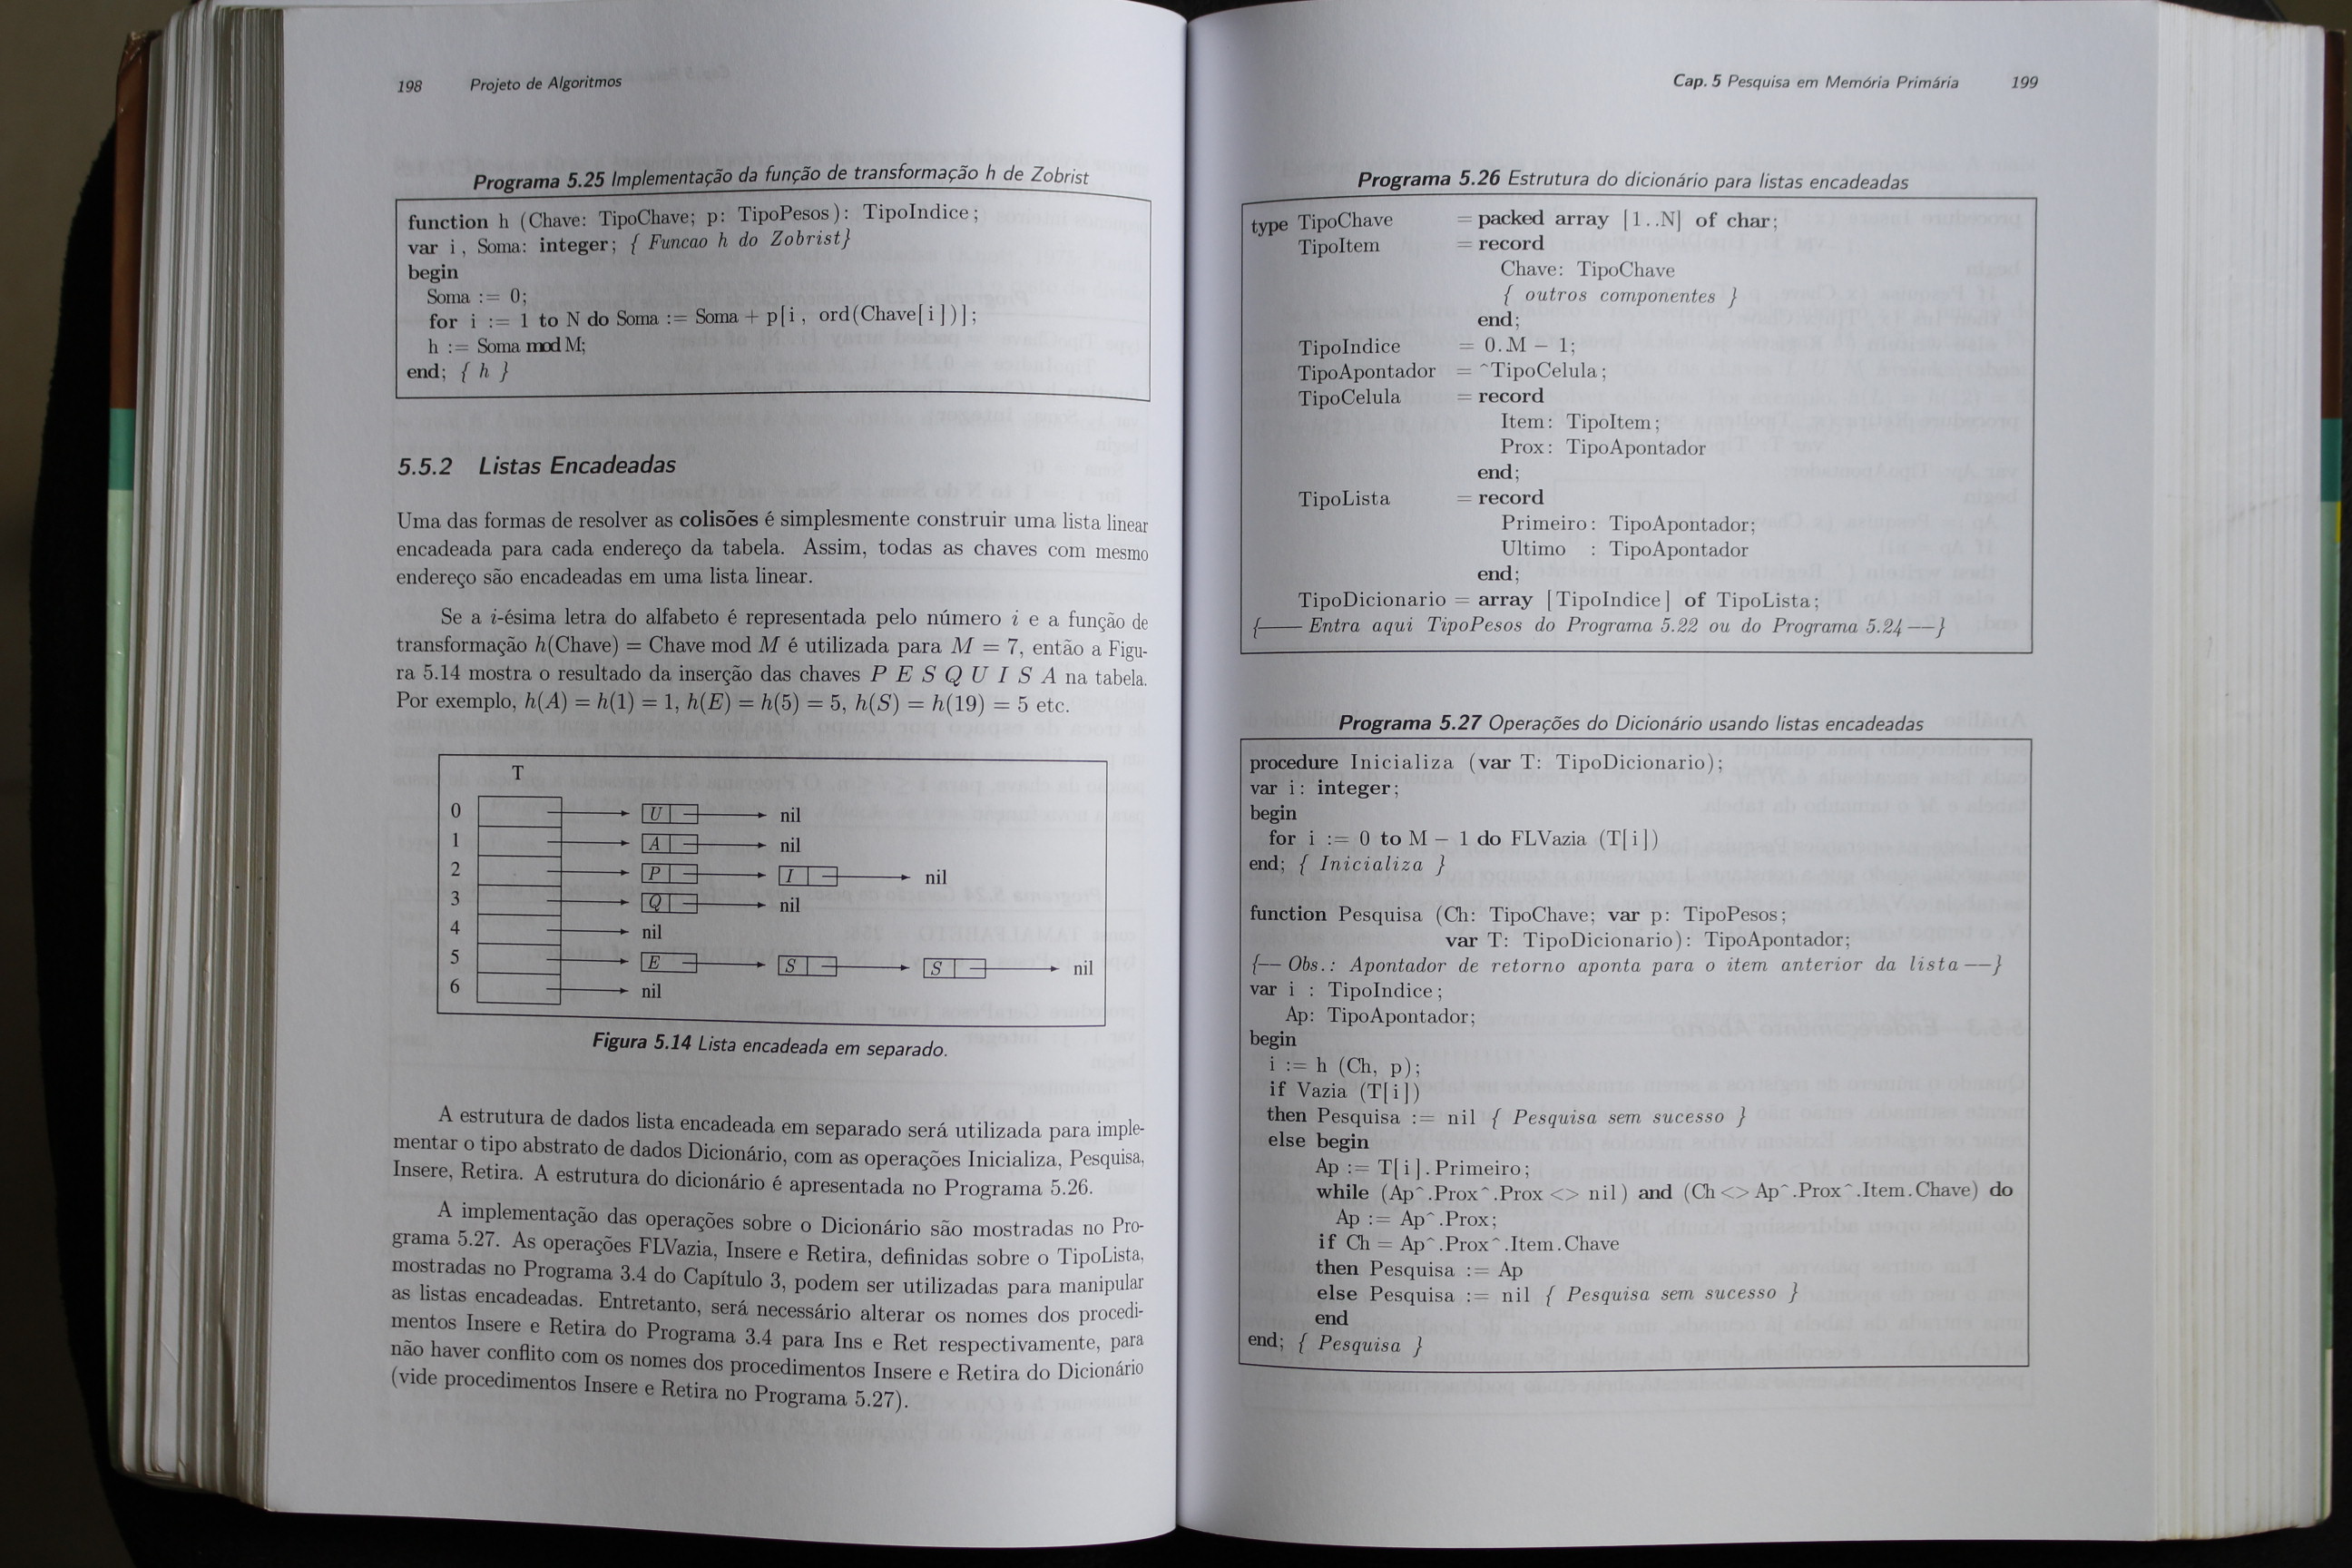 198 Projeto de Algoritmos
Programa 5.25 Implementação da função de transformação h de Zobrist
function h (Chave: TipoChave; p: TipoPesos): TipoIndice;
var i, Soma: integer; { Funcao h do Zobrist}
begin
Soma := 0;
for i := 1 to N do Soma := Soma + p[i, ord(Chave[i])];
h := Soma mod M;
end; { h }
5.5.2 Listas Encadeadas
Uma das formas de resolver as colisões é simplesmente construir uma lista linear
encadeada para cada endereço da tabela. Assim, todas as chaves com mesmo
endereço são encadeadas em uma lista linear.
Se a i-ésima letra do alfabeto é representada pelo número i e a função de
transformação h(Chave) = Chave mod M é utilizada para M = 7, então a Figu-
ra 5.14 mostra o resultado da inserção das chaves P E S Q U I S A na tabela.
Por exemplo, h(A) = h(1) = 1, h(E) = h(5) = 5, h(S) = h(19) = 5 etc.
T
0 U nil
1 A nil
2 P I nil
3 Q nil
4 nil
5 E S S nil
6 nil
Figura 5.14 Lista encadeada em separado.
A estrutura de dados lista encadeada em separado será utilizada para imple-
mentar o tipo abstrato de dados Dicionário, com as operações Inicializa, Pesquisa,
Insere, Retira. A estrutura do dicionário é apresentada no Programa 5.26.
A implementação das operações sobre o Dicionário são mostradas no Pro-
grama 5.27. As operações FLVazia, Insere e Retira, definidas sobre o TipoLista,
mostradas no Programa 3.4 do Capítulo 3, podem ser utilizadas para manipular
as listas encadeadas. Entretanto, será necessário alterar os nomes dos procedi-
mentos Insere e Retira do Programa 3.4 para Ins e Ret respectivamente, para
não haver conflito com os nomes dos procedimentos Insere e Retira do Dicionário
(vide procedimentos Insere e Retira no Programa 5.27).
Cap. 5 Pesquisa em Memória Primária 199
Programa 5.26 Estrutura do dicionário para listas encadeadas
type TipoChave = packed array [1..N] of char;
TipoItem = record
Chave: TipoChave
{ outros componentes }
end;
TipoIndice = 0..M − 1;
TipoApontador = ^TipoCelula;
TipoCelula = record
Item: TipoItem;
Prox: TipoApontador
end;
TipoLista = record
Primeiro: TipoApontador;
Ultimo : TipoApontador
end;
TipoDicionario = array [TipoIndice] of TipoLista;
{—— Entra aqui TipoPesos do Programa 5.22 ou do Programa 5.24 ——}
Programa 5.27 Operações do Dicionário usando listas encadeadas
procedure Inicializa (var T: TipoDicionario);
var i: integer;
begin
for i := 0 to M − 1 do FLVazia (T[i])
end; { Inicializa }
function Pesquisa (Ch: TipoChave; var p: TipoPesos;
var T: TipoDicionario): TipoApontador;
{—— Obs.: Apontador de retorno aponta para o item anterior da lista ——}
var i : TipoIndice;
Ap: TipoApontador;
begin
i := h (Ch, p);
if Vazia (T[i])
then Pesquisa := nil { Pesquisa sem sucesso }
else begin
Ap := T[i].Primeiro;
while (Ap^.Prox^.Prox <> nil) and (Ch <> Ap^.Prox^.Item.Chave) do
Ap := Ap^.Prox;
if Ch = Ap^.Prox^.Item.Chave
then Pesquisa := Ap
else Pesquisa := nil { Pesquisa sem sucesso }
end
end; { Pesquisa }